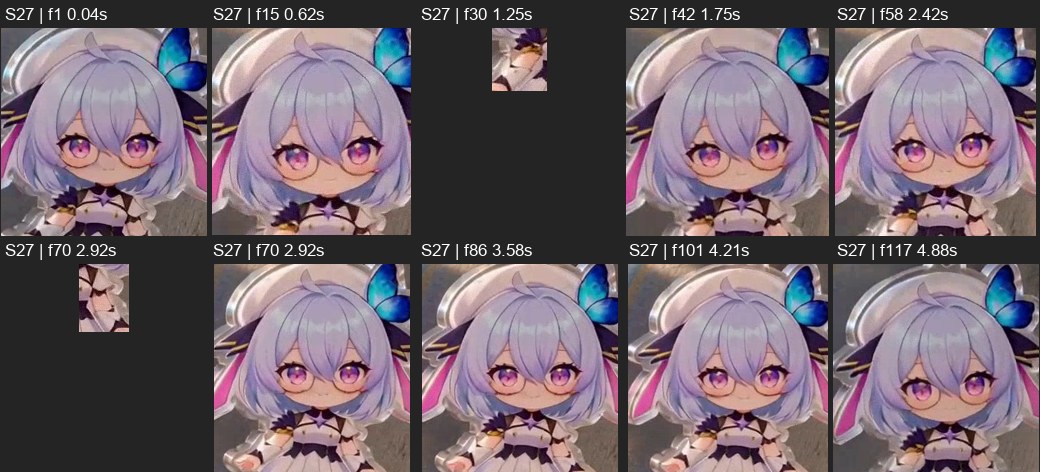 S27 | f1 0.04s
S27 | f15 0.62s
S27 | f30 1.25s
S27 | f42 1.75s
S27 | f58 2.42s
S27 | f70 2.92s
S27 | f70 2.92s
S27 | f86 3.58s
S27 | f101 4.21s
S27 | f117 4.88s